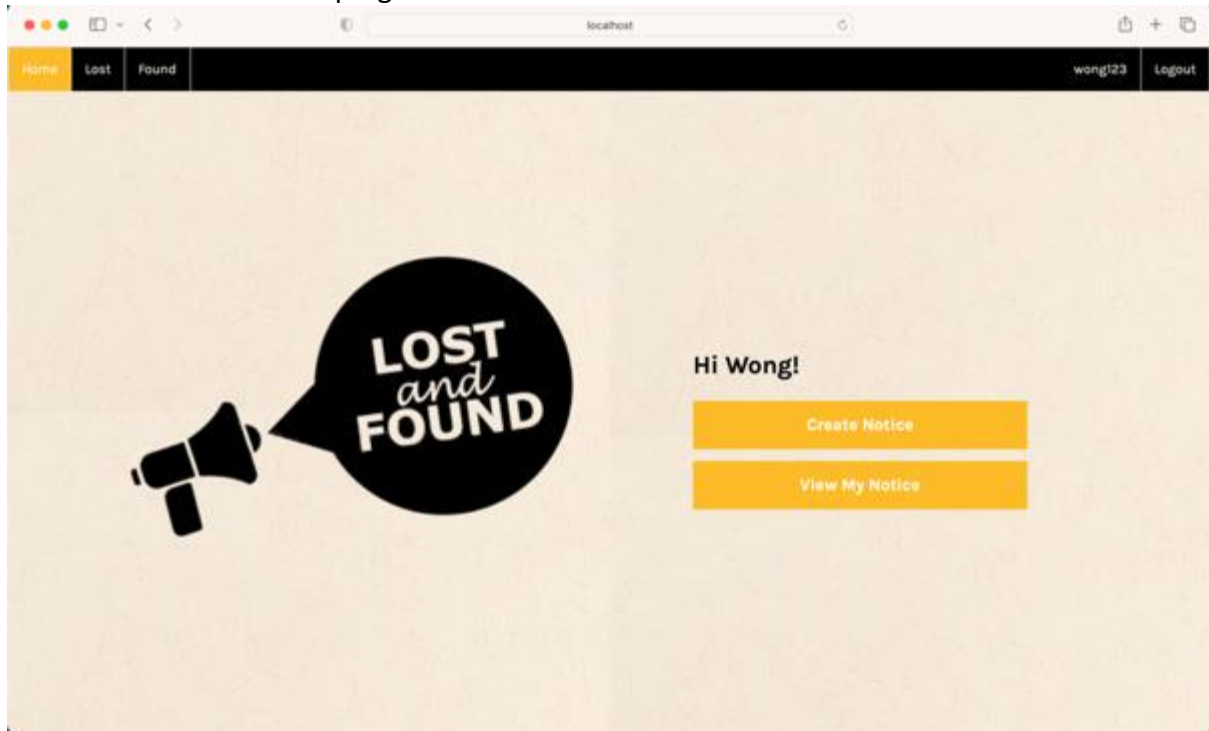 localhost
Home Lost Found wong123 Logout
LOST
and
FOUND
Hi Wong!
Create Notice
View My Notice